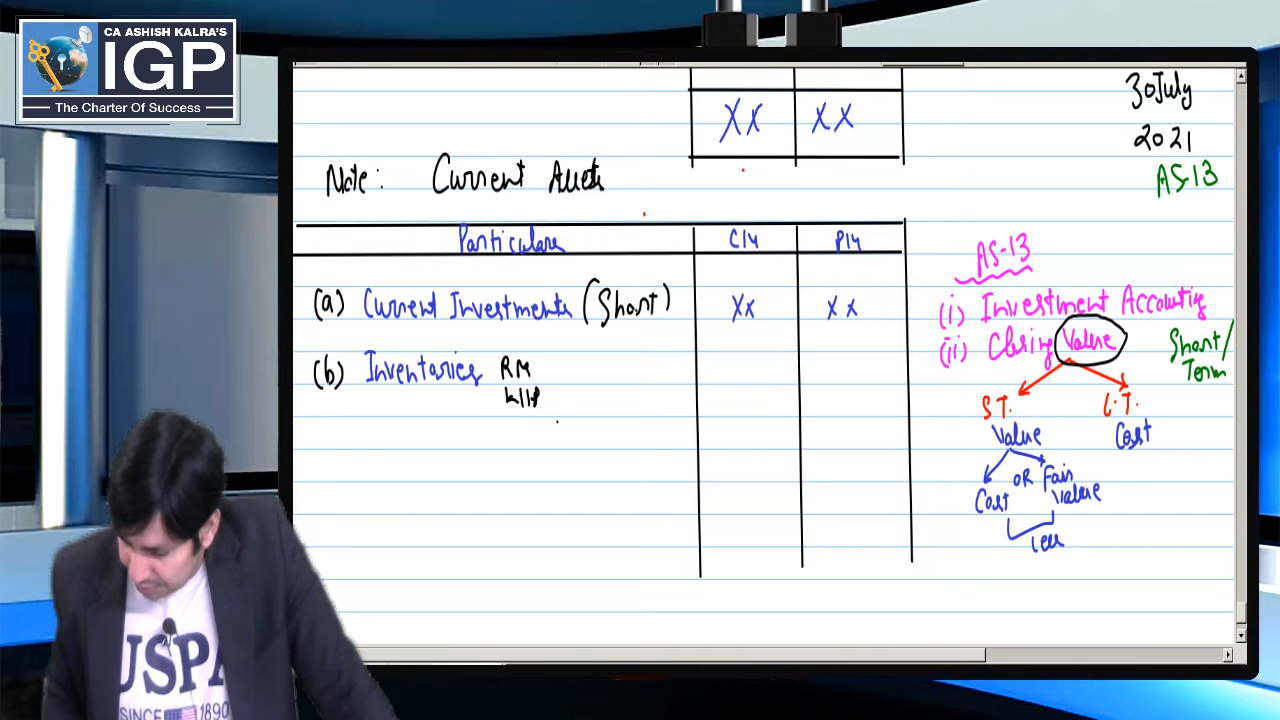 CA ASHISH KALRA'S
IGP
The Charter Of Success
XX XX
30 July
2021
AS-13
Note: Current Assets
Particulars C/Y P/Y
(a) Current Investments (Short) XX XX
(b) Inventories RM
WIP
AS-13
(i) Investment Accounting
(ii) Closing Value
Short/
Term
S.T. L.T.
Value Cost
Cost OR Fair
Value
Less
USPA
SINCE 1890